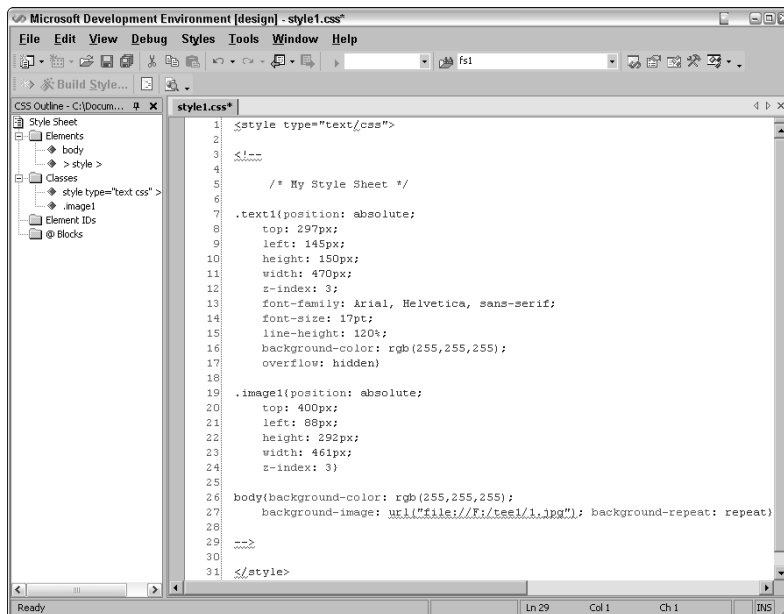 Microsoft Development Environment [design] - style1.css*
File Edit View Debug Styles Tools Window Help
fs1
Build Style...
CSS Outline - C:\Docum...
style1.css*
Style Sheet
Elements
body
> style >
Classes
style type="text css" >
.image1
Element IDs
@ Blocks
1 <style type="text/css">
2
3 <!--
4
5 /* My Style Sheet */
6
7 .text1{position: absolute;
8 top: 297px;
9 left: 145px;
10 height: 150px;
11 width: 470px;
12 z-index: 3;
13 font-family: Arial, Helvetica, sans-serif;
14 font-size: 17pt;
15 line-height: 120%;
16 background-color: rgb(255,255,255);
17 overflow: hidden}
18
19 .image1{position: absolute;
20 top: 400px;
21 left: 88px;
22 height: 292px;
23 width: 461px;
24 z-index: 3}
25
26 body{background-color: rgb(255,255,255);
27 background-image: url("file://F:/tee1/1.jpg"); background-repeat: repeat}
28
29 -->
30
31 </style>
Ready Ln 29 Col 1 Ch 1 INS